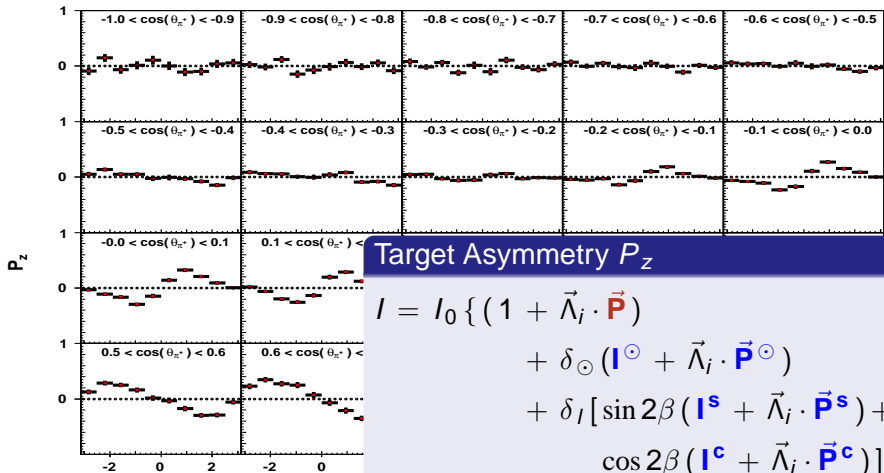 1
-1.0 < cos(θπ+) < -0.9
-0.9 < cos(θπ+) < -0.8
-0.8 < cos(θπ+) < -0.7
-0.7 < cos(θπ+) < -0.6
-0.6 < cos(θπ+) < -0.5
0
1
-0.5 < cos(θπ+) < -0.4
-0.4 < cos(θπ+) < -0.3
-0.3 < cos(θπ+) < -0.2
-0.2 < cos(θπ+) < -0.1
-0.1 < cos(θπ+) < 0.0
0
1
-0.0 < cos(θπ+) < 0.1
0.1 < cos(θπ+) <
0
Pz
1
0.5 < cos(θπ+) < 0.6
0.6 < cos(θπ+) <
0
-2 0 2
-2 0
Target Asymmetry Pz
I = I0 { ( 1 + Λ⃗i · P⃗ )
+ δ⊙ ( I⊙ + Λ⃗i · P⃗⊙ )
+ δl [ sin 2β ( Is + Λ⃗i · P⃗s ) +
cos 2β ( Ic + Λ⃗i · P⃗c ) ]